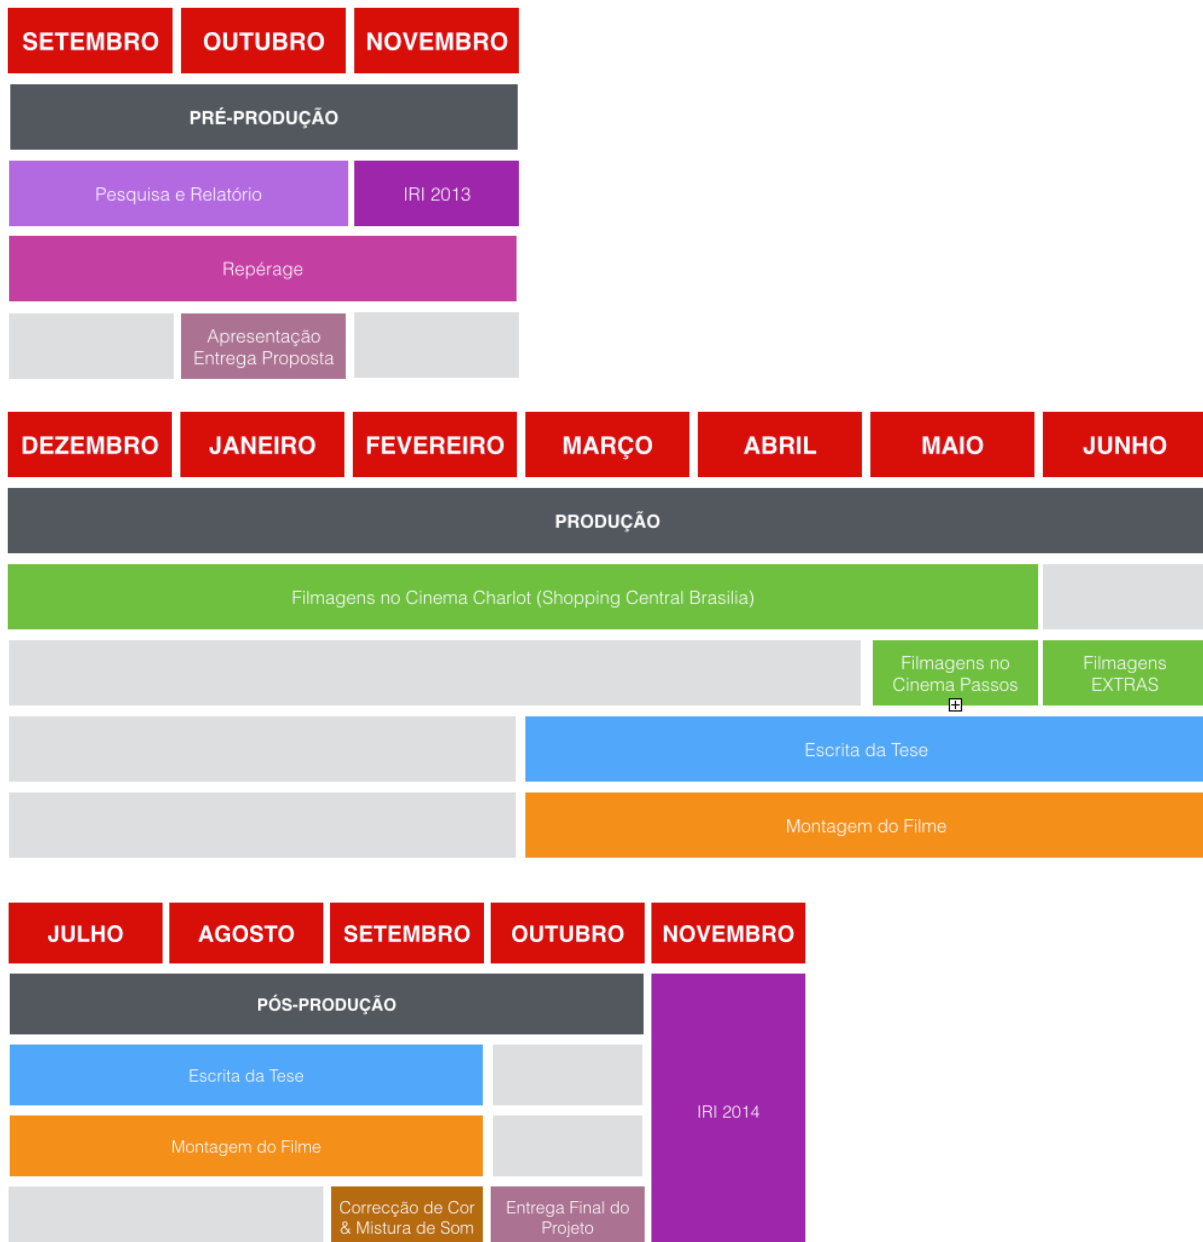 SETEMBRO OUTUBRO NOVEMBRO
PRÉ-PRODUÇÃO
Pesquisa e Relatório IRI 2013
Repérage
Apresentação
Entrega Proposta
DEZEMBRO JANEIRO FEVEREIRO MARÇO ABRIL MAIO JUNHO
PRODUÇÃO
Filmagens no Cinema Charlot (Shopping Central Brasilia)
Filmagens no
Cinema Passos
Filmagens
EXTRAS
Escrita da Tese
Montagem do Filme
JULHO AGOSTO SETEMBRO OUTUBRO NOVEMBRO
PÓS-PRODUÇÃO
Escrita da Tese
IRI 2014
Montagem do Filme
Correcção de Cor
& Mistura de Som
Entrega Final do
Projeto